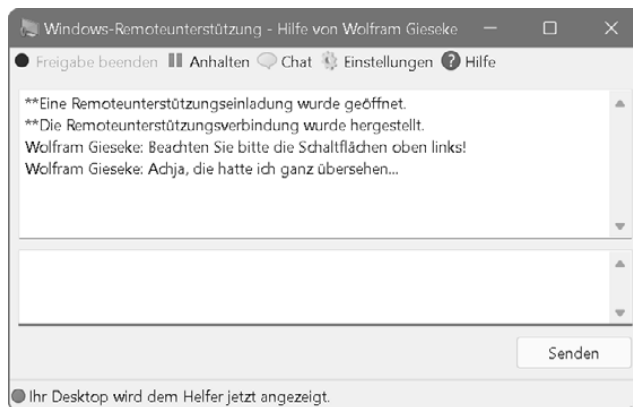 Windows-Remoteunterstützung - Hilfe von Wolfram Gieseke
Freigabe beenden Anhalten Chat Einstellungen Hilfe
**Eine Remoteunterstützungseinladung wurde geöffnet.
**Die Remoteunterstützungsverbindung wurde hergestellt.
Wolfram Gieseke: Beachten Sie bitte die Schaltflächen oben links!
Wolfram Gieseke: Achja, die hatte ich ganz übersehen...
Senden
Ihr Desktop wird dem Helfer jetzt angezeigt.